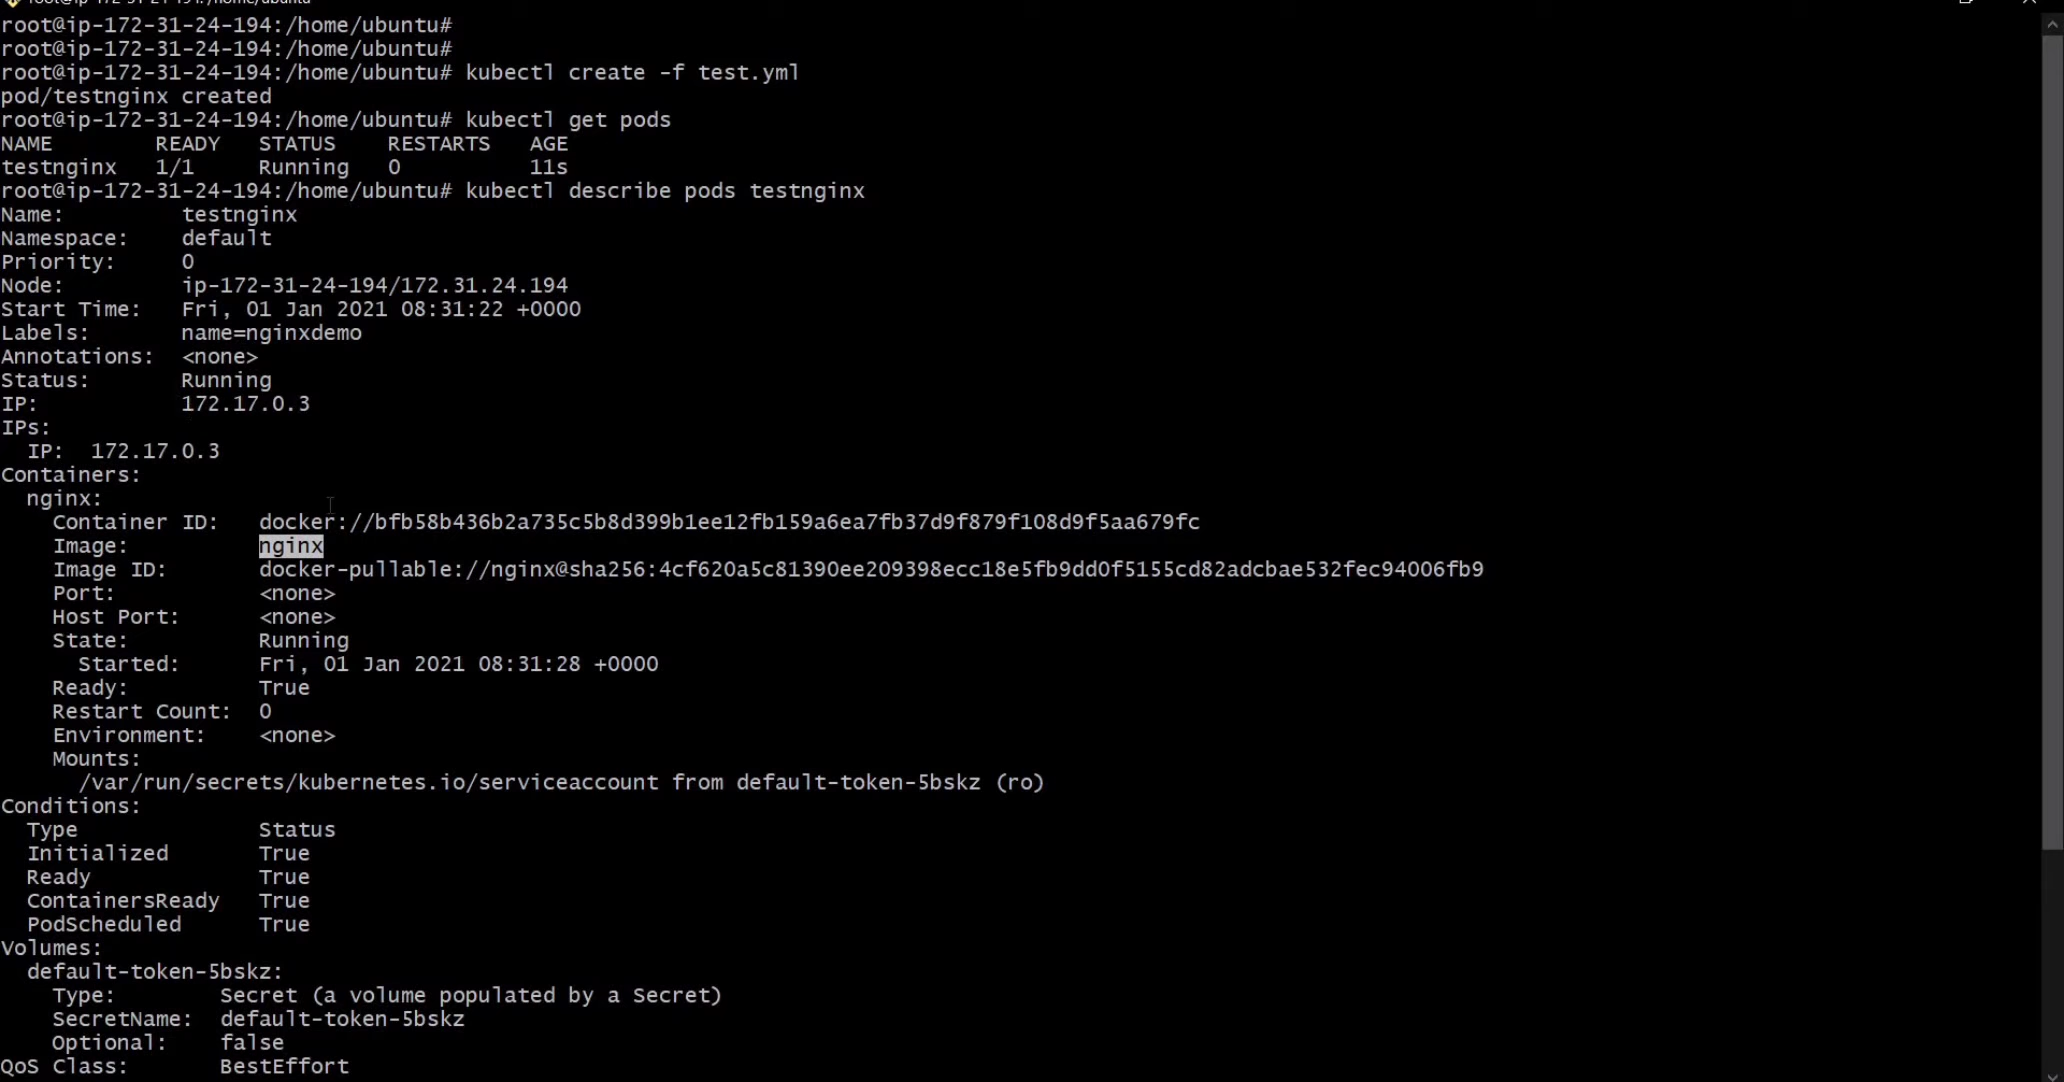 root@ip-172-31-24-194:/home/ubuntu#
root@ip-172-31-24-194:/home/ubuntu#
root@ip-172-31-24-194:/home/ubuntu# kubectl create -f test.yml
pod/testnginx created
root@ip-172-31-24-194:/home/ubuntu# kubectl get pods
NAME READY STATUS RESTARTS AGE
testnginx 1/1 Running 0 11s
root@ip-172-31-24-194:/home/ubuntu# kubectl describe pods testnginx
Name: testnginx
Namespace: default
Priority: 0
Node: ip-172-31-24-194/172.31.24.194
Start Time: Fri, 01 Jan 2021 08:31:22 +0000
Labels: name=nginxdemo
Annotations: <none>
Status: Running
IP: 172.17.0.3
IPs:
IP: 172.17.0.3
Containers:
nginx:
Container ID: docker://bfb58b436b2a735c5b8d399b1ee12fb159a6ea7fb37d9f879f108d9f5aa679fc
Image: nginx
Image ID: docker-pullable://nginx@sha256:4cf620a5c81390ee209398ecc18e5fb9dd0f5155cd82adcbae532fec94006fb9
Port: <none>
Host Port: <none>
State: Running
Started: Fri, 01 Jan 2021 08:31:28 +0000
Ready: True
Restart Count: 0
Environment: <none>
Mounts:
/var/run/secrets/kubernetes.io/serviceaccount from default-token-5bskz (ro)
Conditions:
Type Status
Initialized True
Ready True
ContainersReady True
PodScheduled True
Volumes:
default-token-5bskz:
Type: Secret (a volume populated by a Secret)
SecretName: default-token-5bskz
Optional: false
QoS Class: BestEffort